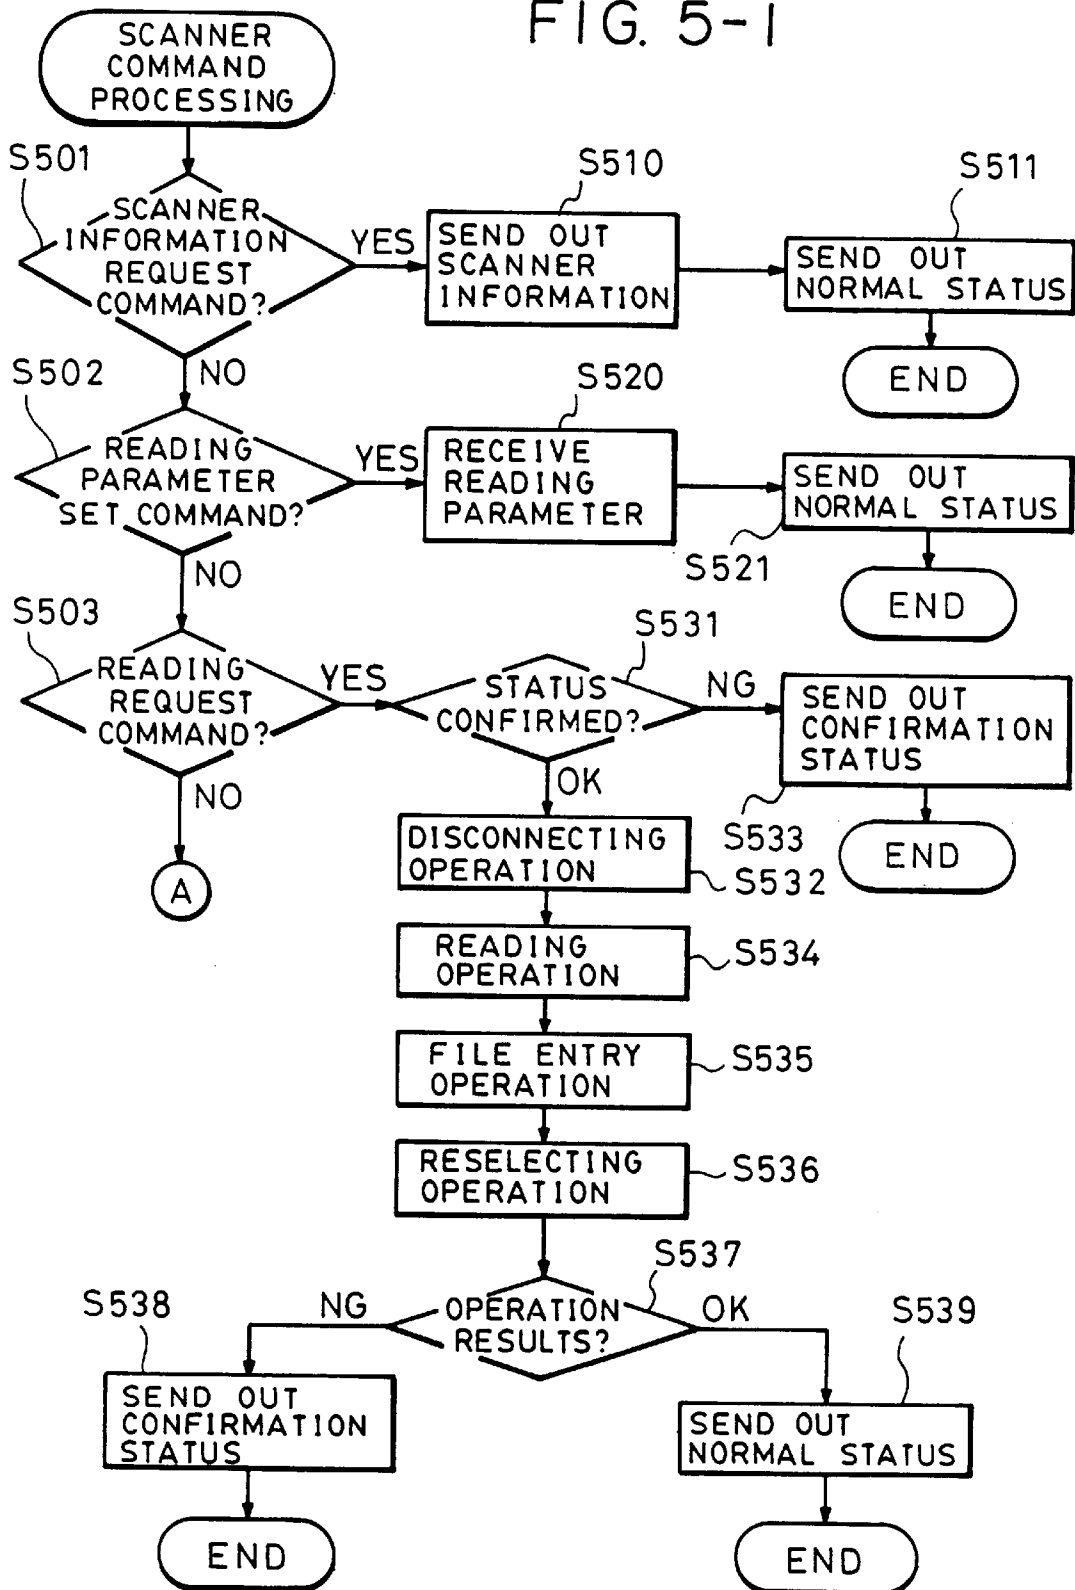 FIG. 5-1
SCANNER
COMMAND
PROCESSING
S501
SCANNER
INFORMATION
REQUEST
COMMAND?
YES
S510
SEND OUT
SCANNER
INFORMATION
S511
SEND OUT
NORMAL STATUS
END
NO
S502
READING
PARAMETER
SET COMMAND?
YES
S520
RECEIVE
READING
PARAMETER
SEND OUT
NORMAL STATUS
S521
END
NO
S503
READING
REQUEST
COMMAND?
YES
S531
STATUS
CONFIRMED?
NG
SEND OUT
CONFIRMATION
STATUS
S533
END
NO
A
OK
DISCONNECTING
OPERATION
S532
READING
OPERATION
S534
FILE ENTRY
OPERATION
S535
RESELECTING
OPERATION
S536
S537
OPERATION
RESULTS?
NG
OK
S538
SEND OUT
CONFIRMATION
STATUS
END
S539
SEND OUT
NORMAL STATUS
END